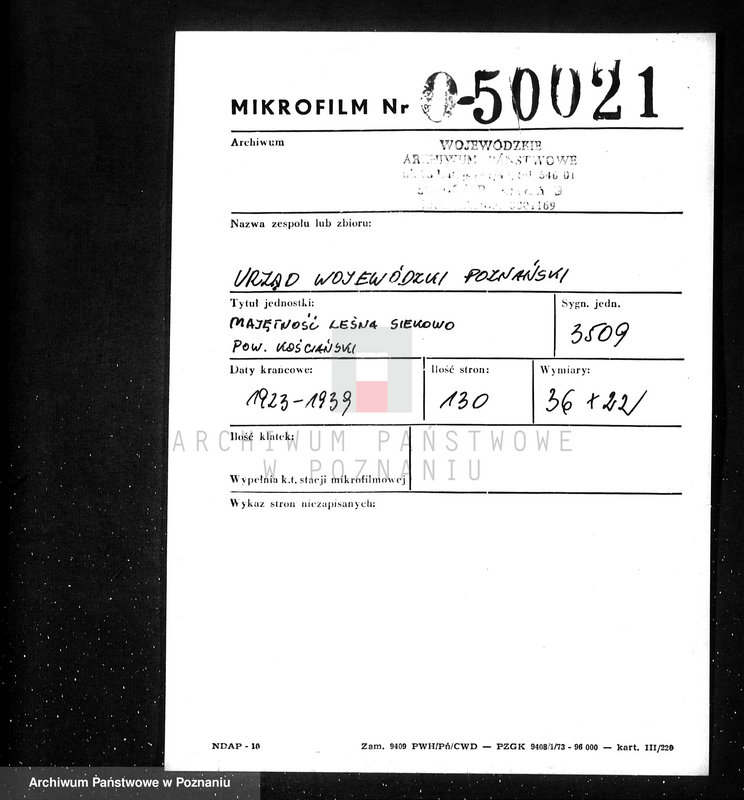 MIKROFILM Nr 0-50021
Archiwum
WOJEWÓDZKIE
ARCHIWUM PAŃSTWOWE
Nazwa zespołu lub zbioru:
URZĄD WOJEWÓDZKI POZNAŃSKI
Tytuł jednostki:
MAJĘTNOŚĆ LEŚNA SIEKOWO
POW. KOŚCIAŃSKI
Sygn. jedn.
3509
Daty krańcowe:
1923-1939
Ilość stron:
130
Wymiary:
36 x 22/
Ilość klatek:
ARCHIWUM PAŃSTWOWE
W POZNANIU
Wypełnia k.t. stacji mikrofilmowej
Wykaz stron niezapisanych:
NDAP - 10
Zam. 9409 PWH/Pń/CWD — PZGK 9408/1/73 - 96 000 — kart. III/220
Archiwum Państwowe w Poznaniu